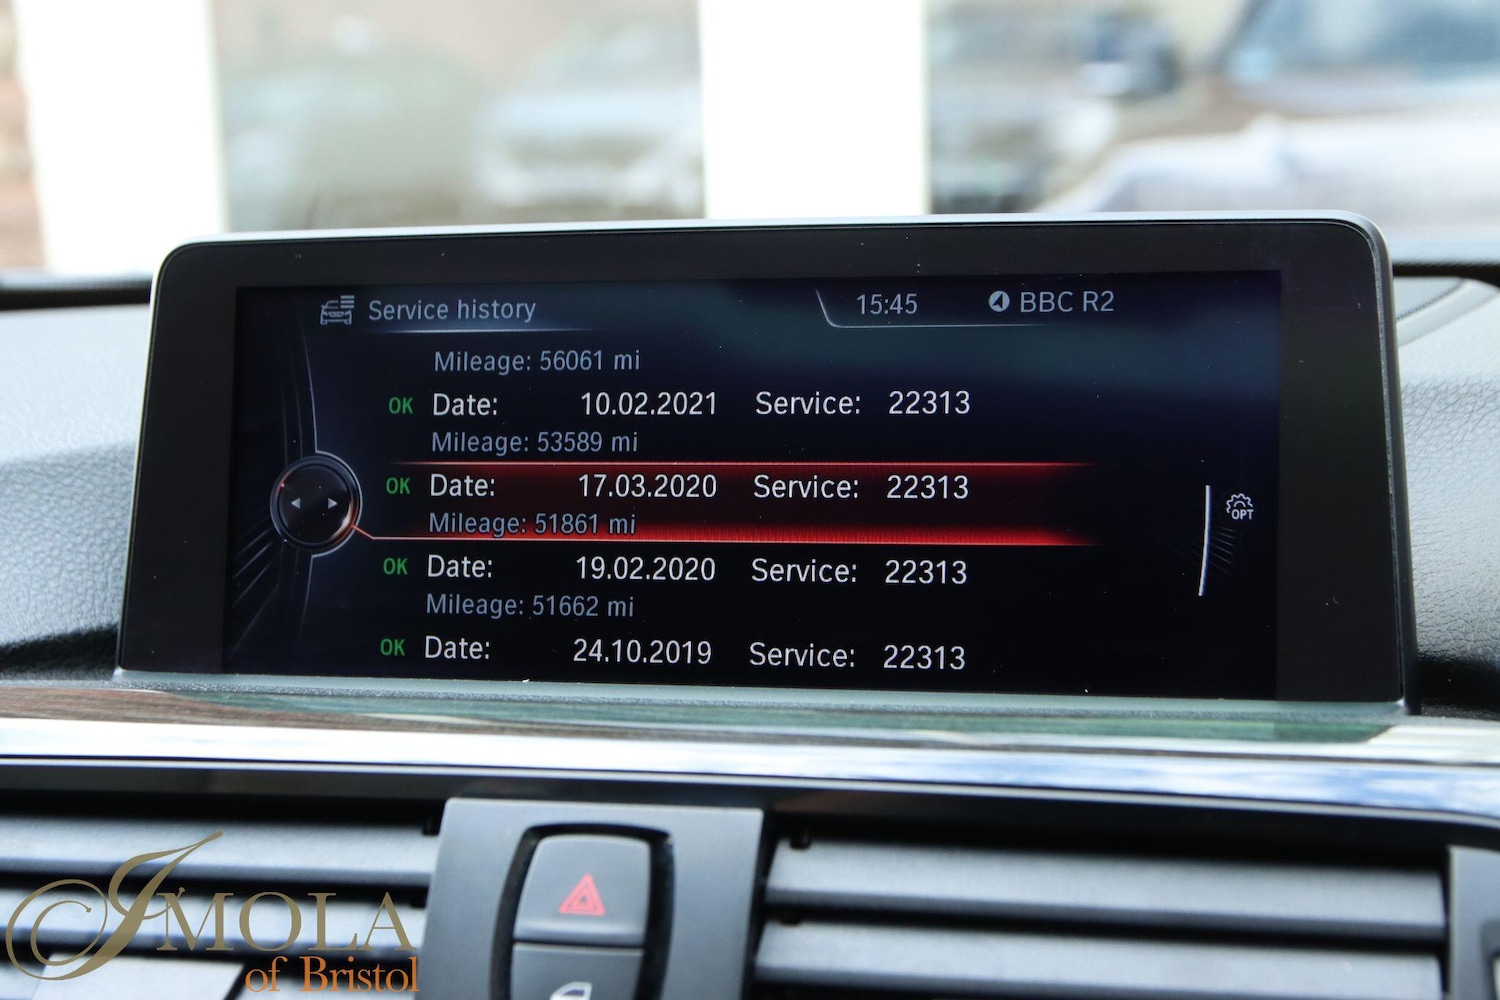 Service history 15:45 BBC R2
Mileage: 56061 mi
OK Date: 10.02.2021 Service: 22313
Mileage: 53589 mi
OK Date: 17.03.2020 Service: 22313
Mileage: 51861 mi
OPT
OK Date: 19.02.2020 Service: 22313
Mileage: 51662 mi
OK Date: 24.10.2019 Service: 22313
IMOLA
of Bristol